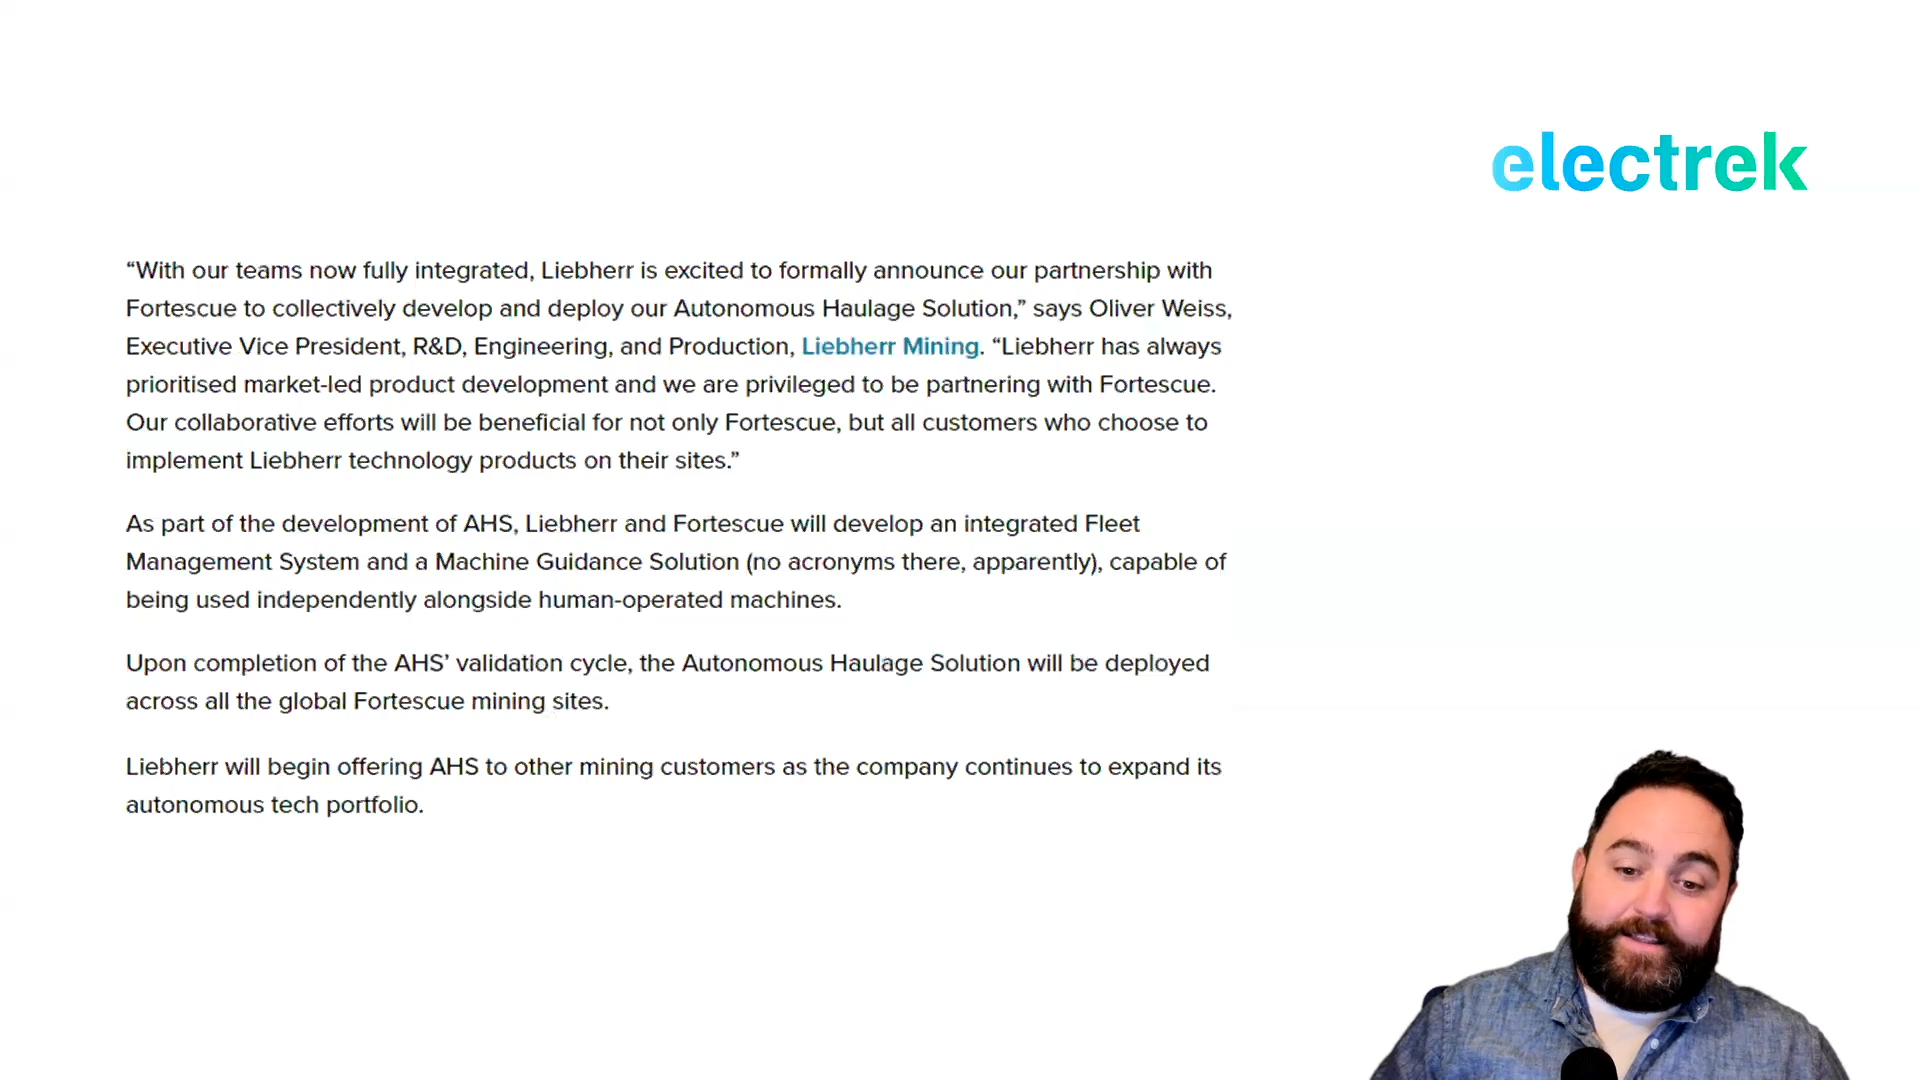 electrek
“With our teams now fully integrated, Liebherr is excited to formally announce our partnership with
Fortescue to collectively develop and deploy our Autonomous Haulage Solution,” says Oliver Weiss,
Executive Vice President, R&D, Engineering, and Production, Liebherr Mining. “Liebherr has always
prioritised market-led product development and we are privileged to be partnering with Fortescue.
Our collaborative efforts will be beneficial for not only Fortescue, but all customers who choose to
implement Liebherr technology products on their sites.”
As part of the development of AHS, Liebherr and Fortescue will develop an integrated Fleet
Management System and a Machine Guidance Solution (no acronyms there, apparently), capable of
being used independently alongside human-operated machines.
Upon completion of the AHS’ validation cycle, the Autonomous Haulage Solution will be deployed
across all the global Fortescue mining sites.
Liebherr will begin offering AHS to other mining customers as the company continues to expand its
autonomous tech portfolio.